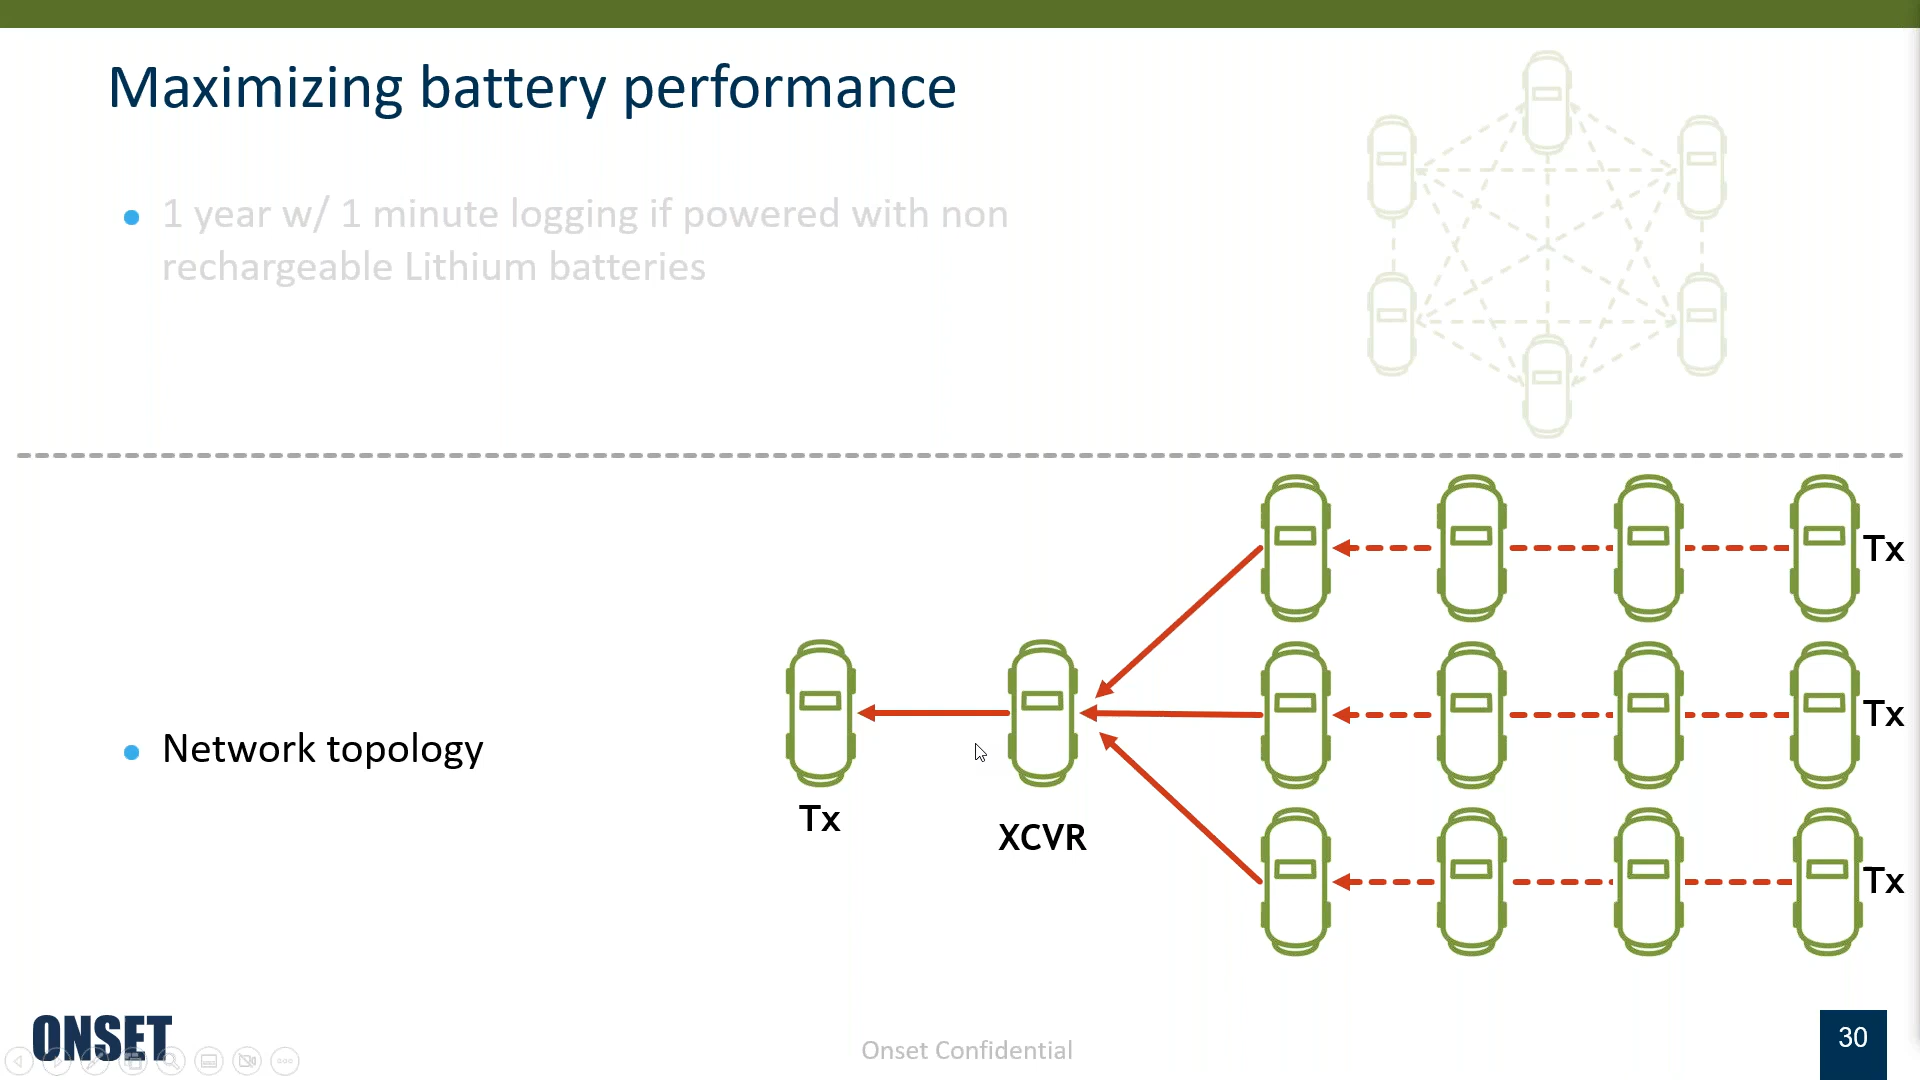 Maximizing battery performance
1 year w/ 1 minute logging if powered with non
rechargeable Lithium batteries
Tx
Tx
Network topology
Tx
XCVR
Tx
ONSET
Onset Confidential
30